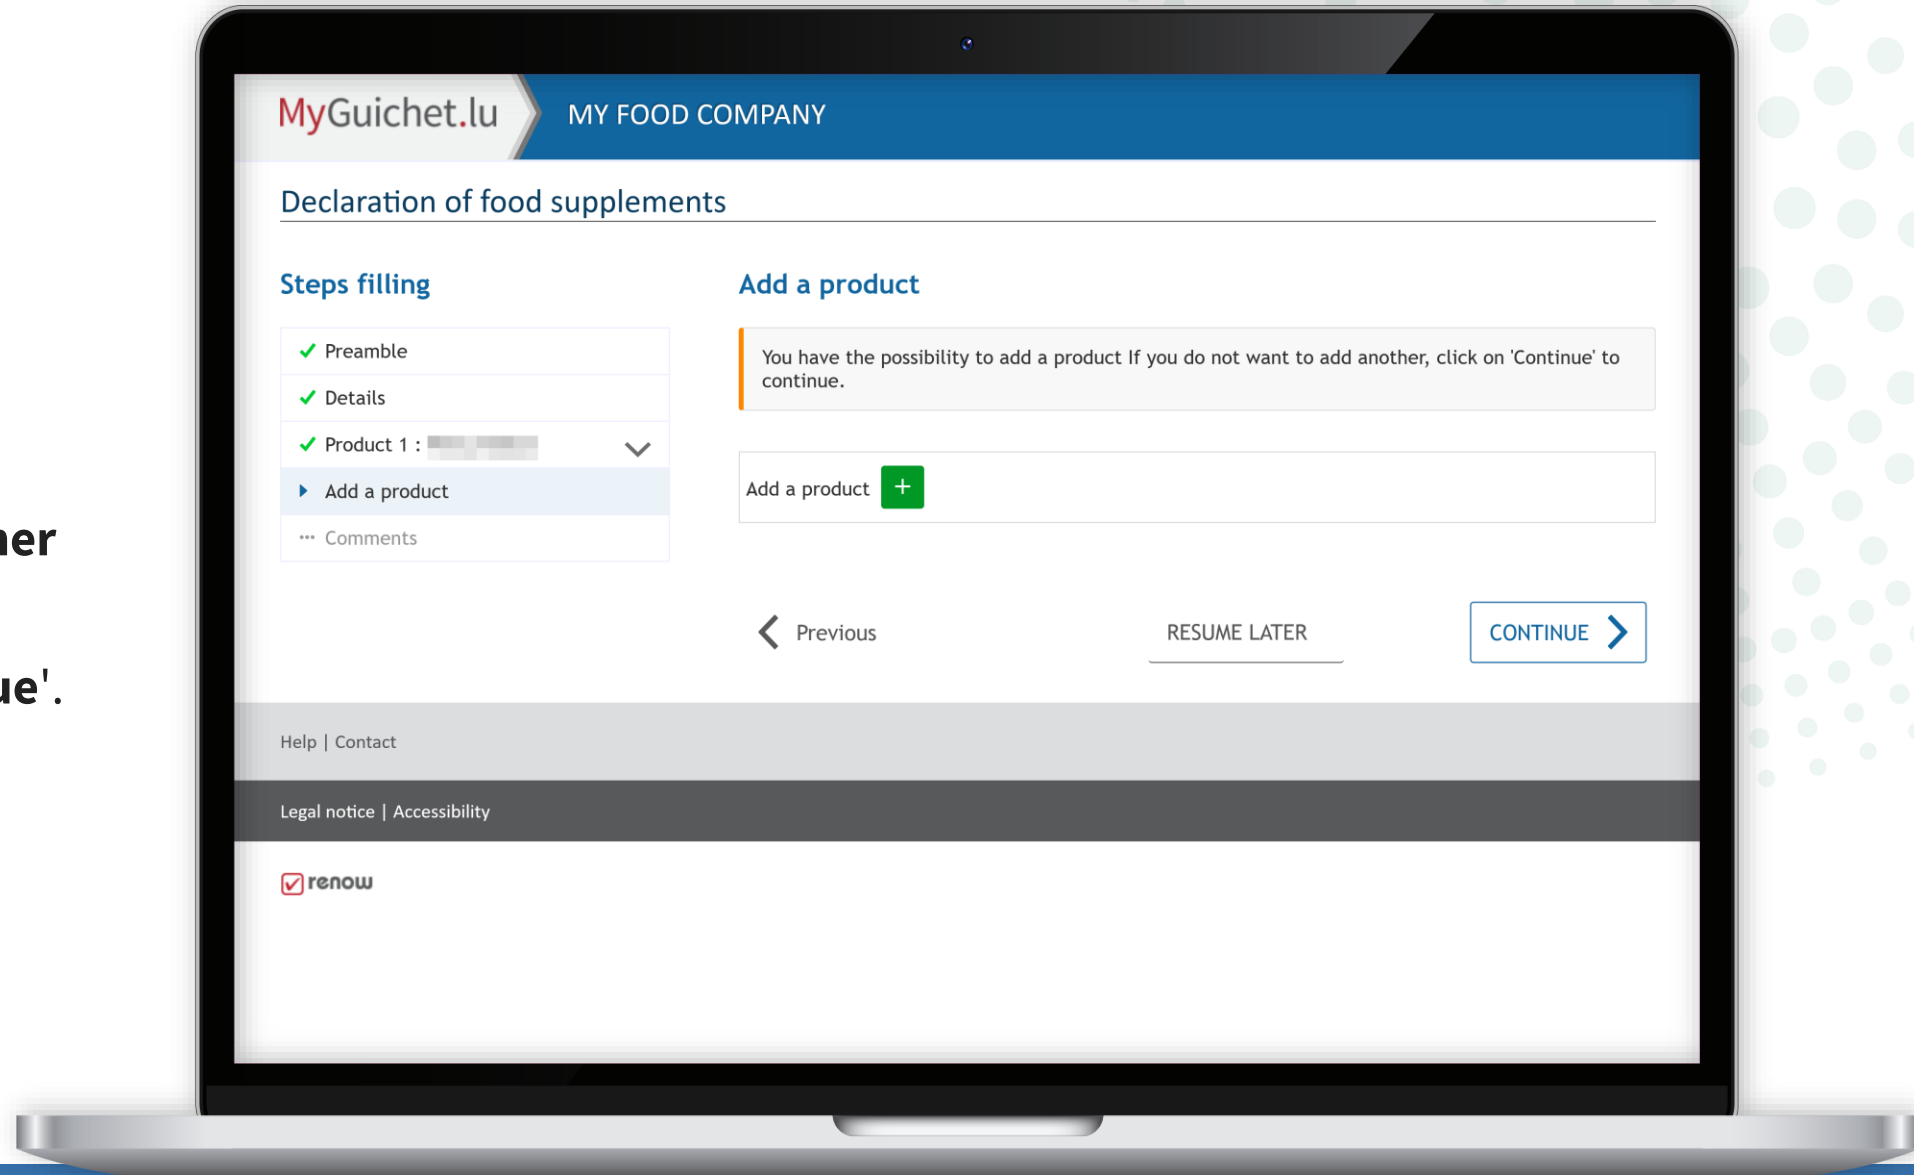 MyGuichet.lu
MY FOOD COMPANY
Declaration of food supplements
Steps filling
Preamble
Details
Product 1 :
Add a product
Comments
Add a product
You have the possibility to add a product If you do not want to add another, click on 'Continue' to
continue.
Add a product +
Previous
RESUME LATER
CONTINUE
Help | Contact
Legal notice | Accessibility
renow
ue'.